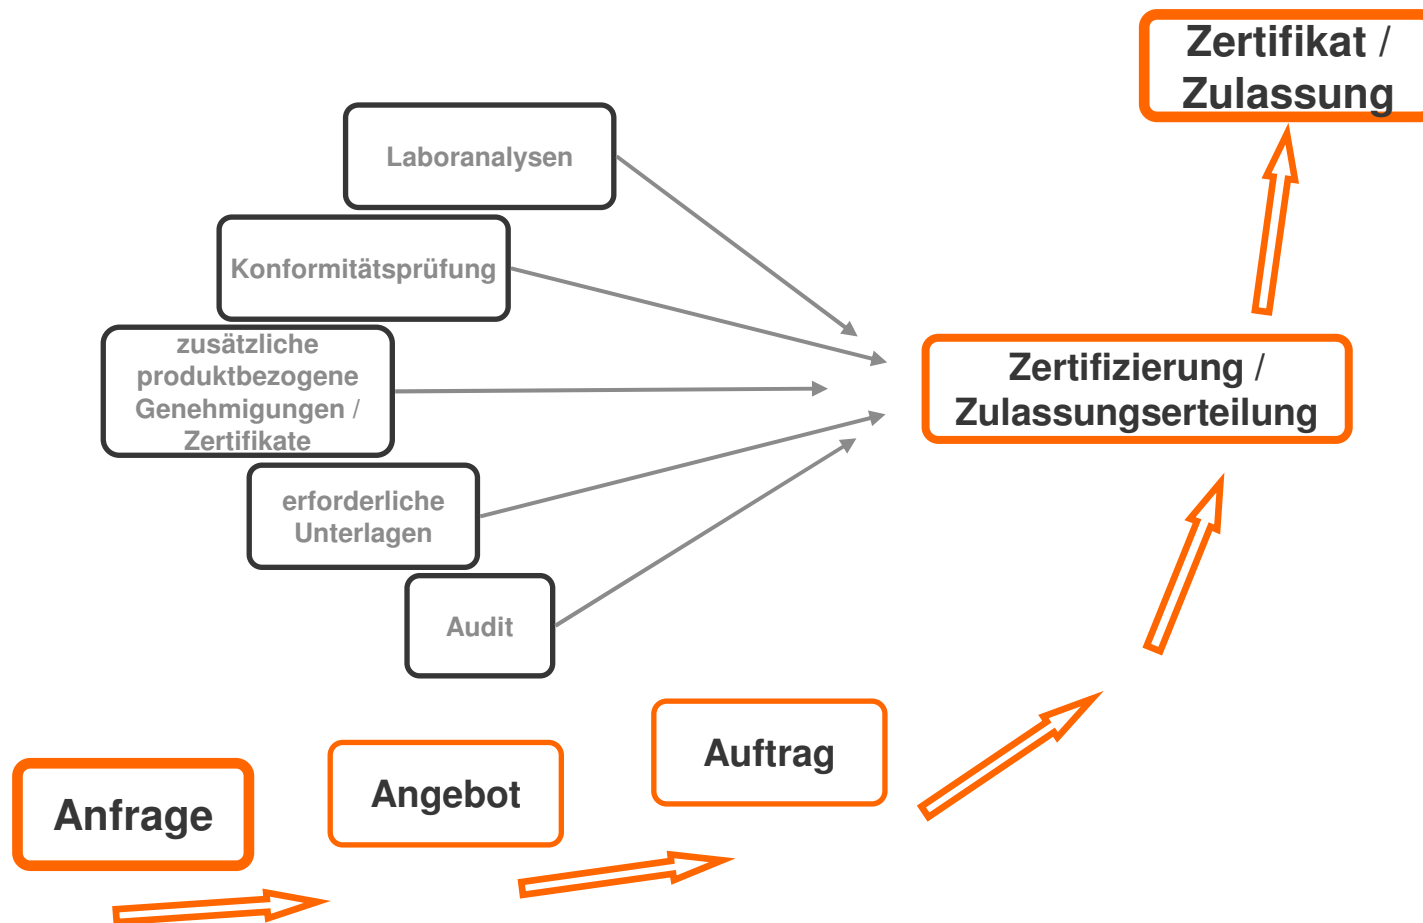 Zertifikat /
Zulassung
Laboranalysen
Konformitätsprüfung
zusätzliche
produktbezogene
Genehmigungen /
Zertifikate
Zertifizierung /
Zulassungserteilung
erforderliche
Unterlagen
Audit
Auftrag
Angebot
Anfrage